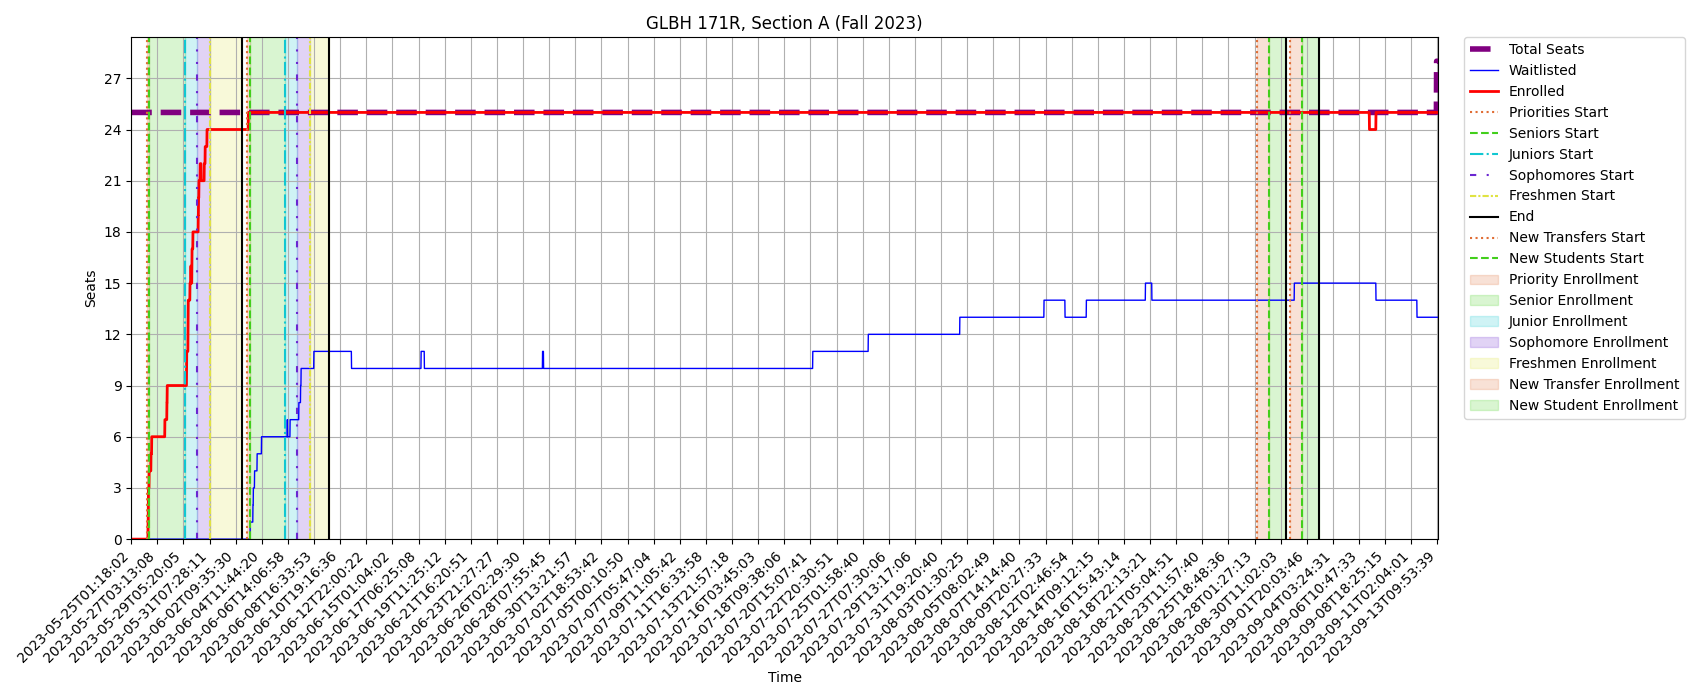 GLBH 171R, Section A (Fall 2023)
Seats
27
24
21
18
15
12
9
6
3
0
2023-05-25T01:18:02
2023-05-27T03:13:08
2023-05-29T05:20:05
2023-05-31T07:28:11
2023-06-02T09:35:30
2023-06-04T11:44:20
2023-06-06T14:06:58
2023-06-08T16:33:53
2023-06-10T19:16:36
2023-06-12T22:00:22
2023-06-15T01:04:02
2023-06-17T06:25:08
2023-06-19T11:25:12
2023-06-21T16:20:51
2023-06-23T21:27:27
2023-06-26T02:29:30
2023-06-28T07:55:45
2023-06-30T13:21:57
2023-07-02T18:53:42
2023-07-05T00:10:50
2023-07-07T05:47:04
2023-07-09T11:05:42
2023-07-11T16:33:58
2023-07-13T21:57:18
2023-07-16T03:45:03
2023-07-18T09:38:06
2023-07-20T15:07:41
2023-07-22T20:30:51
2023-07-25T01:58:40
2023-07-27T07:30:06
2023-07-29T13:17:06
2023-07-31T19:20:40
2023-08-03T01:30:25
2023-08-05T08:02:49
2023-08-07T14:14:40
2023-08-09T20:27:33
2023-08-12T02:46:54
2023-08-14T09:12:15
2023-08-16T15:43:14
2023-08-18T22:13:21
2023-08-21T05:04:51
2023-08-23T11:57:40
2023-08-25T18:48:36
2023-08-28T01:27:13
2023-08-30T11:02:03
2023-09-01T20:03:46
2023-09-04T03:24:31
2023-09-06T10:47:33
2023-09-08T18:25:15
2023-09-11T02:04:01
2023-09-13T09:53:39
Time
Total Seats
Waitlisted
Enrolled
Priorities Start
Seniors Start
Juniors Start
Sophomores Start
Freshmen Start
End
New Transfers Start
New Students Start
Priority Enrollment
Senior Enrollment
Junior Enrollment
Sophomore Enrollment
Freshmen Enrollment
New Transfer Enrollment
New Student Enrollment